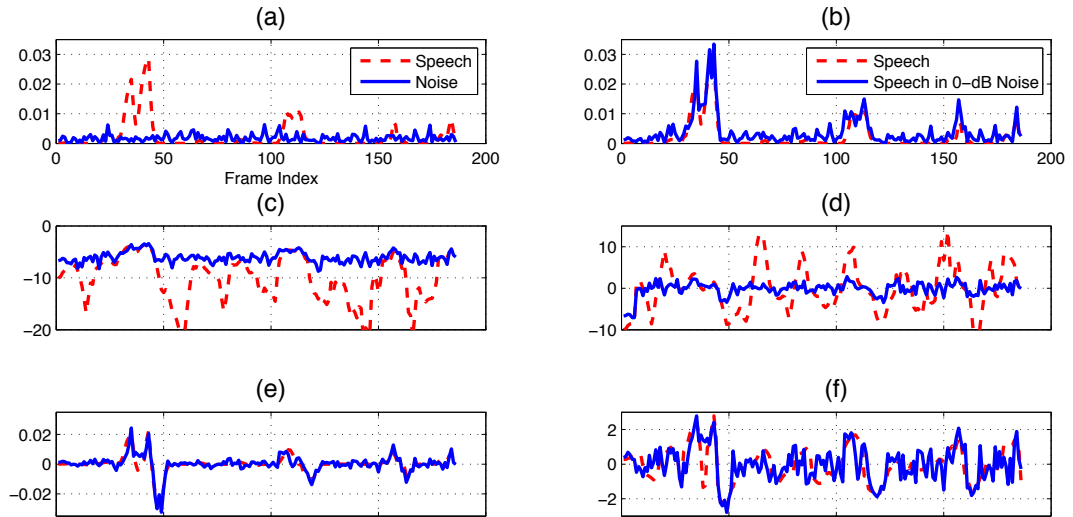 (a)
0.03
0.02
0.01
0
0 50 100 150 200
Frame Index
Speech
Noise
(b)
0.03
0.02
0.01
0
0 50 100 150 200
Speech
Speech in 0−dB Noise
(c)
0
−10
−20
(d)
10
0
−10
(e)
0.02
0
−0.02
(f)
2
0
−2